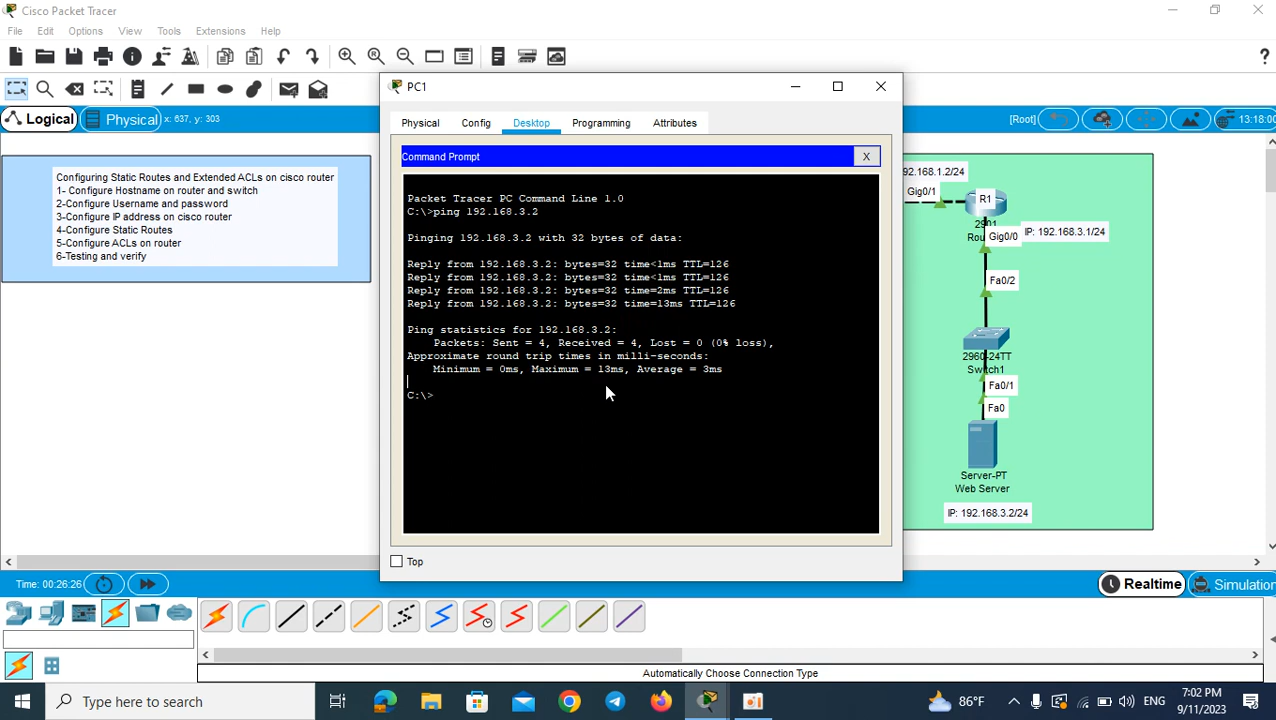 Cisco Packet Tracer
File Edit Options View Tools Extensions Help
Logical Physical x: 637, y: 303
[Root] 13:18:00
Configuring Static Routes and Extended ACLs on cisco router
1- Configure Hostname on router and switch
2-Configure Username and password
3-Configure IP address on cisco router
4-Configure Static Routes
5-Configure ACLs on router
6-Testing and verify
PC1
Physical Config Desktop Programming Attributes
Command Prompt X
Packet Tracer PC Command Line 1.0
C:\>ping 192.168.3.2
Pinging 192.168.3.2 with 32 bytes of data:
Reply from 192.168.3.2: bytes=32 time<1ms TTL=126
Reply from 192.168.3.2: bytes=32 time<1ms TTL=126
Reply from 192.168.3.2: bytes=32 time=2ms TTL=126
Reply from 192.168.3.2: bytes=32 time=13ms TTL=126
Ping statistics for 192.168.3.2:
Packets: Sent = 4, Received = 4, Lost = 0 (0% loss),
Approximate round trip times in milli-seconds:
Minimum = 0ms, Maximum = 13ms, Average = 3ms
C:\>
Top
92.168.1.2/24
Gig0/1
R1
Gig0/0
IP: 192.168.3.1/24
Fa0/2
2960-24TT
Switch1
Fa0/1
Fa0
Server-PT
Web Server
IP: 192.168.3.2/24
Time: 00:26:26
Realtime Simulation
Automatically Choose Connection Type
Type here to search
86°F
ENG
7:02 PM
9/11/2023